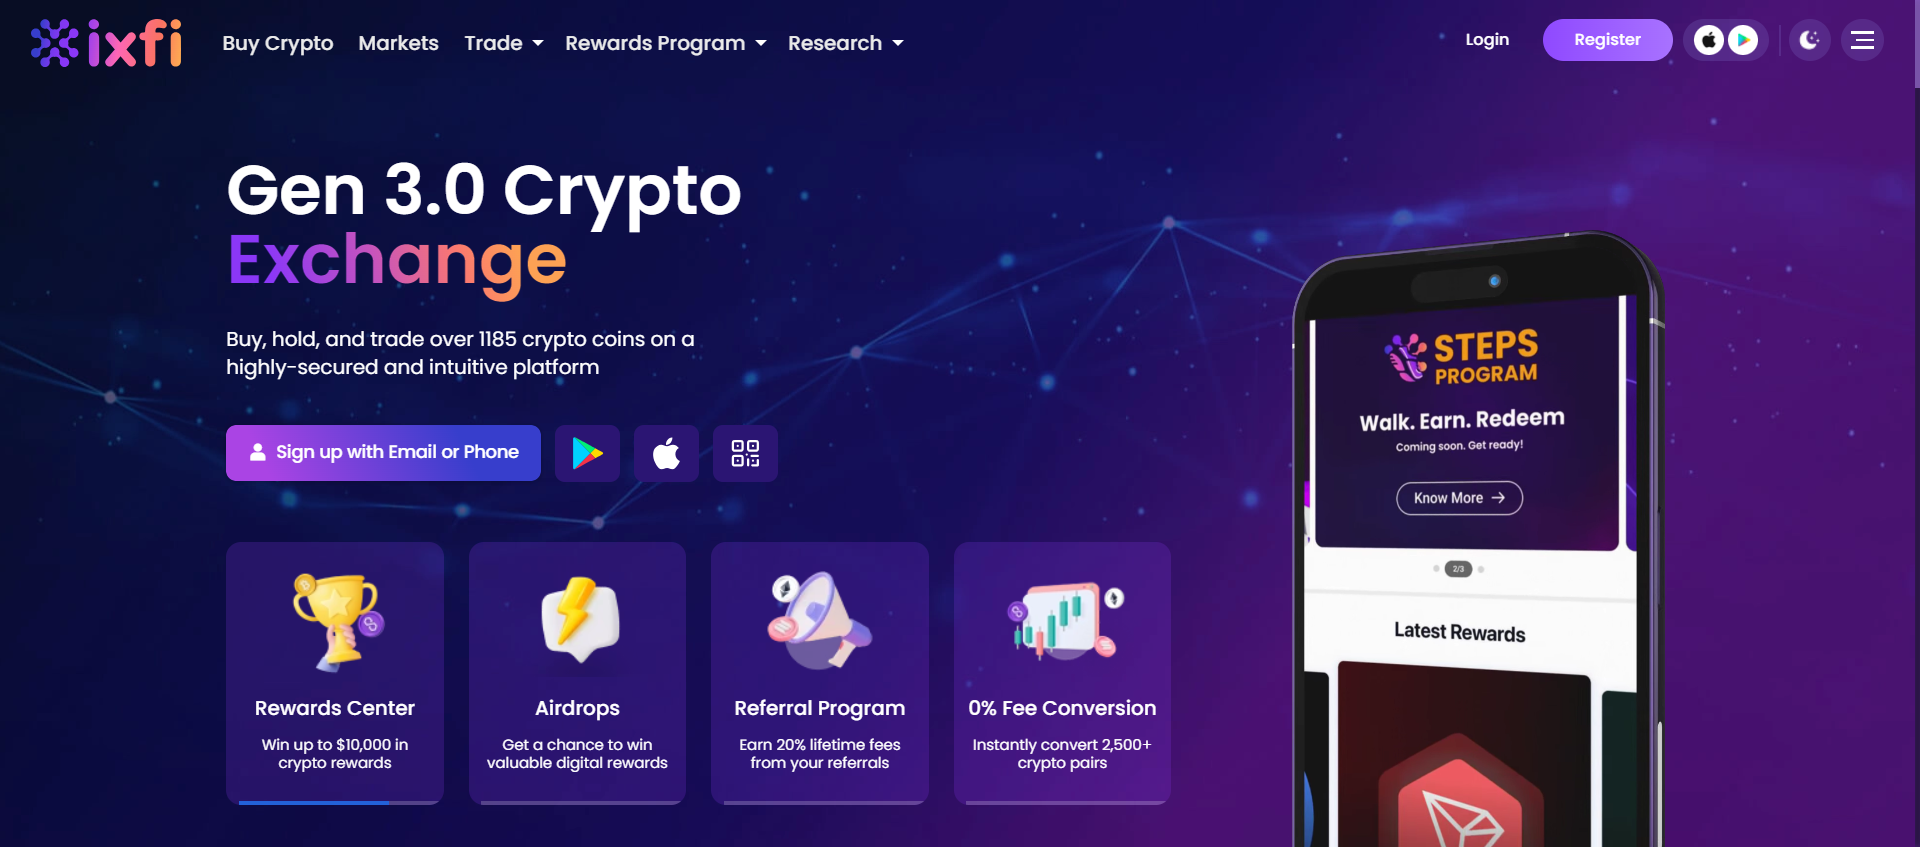 ixfi
Buy Crypto
Markets
Trade
Rewards Program
Research
Login
Register
Gen 3.0 Crypto
Exchange
Buy, hold, and trade over 1185 crypto coins on a
highly-secured and intuitive platform
Sign up with Email or Phone
Rewards Center
Win up to $10,000 in
crypto rewards
Airdrops
Get a chance to win
valuable digital rewards
Referral Program
Earn 20% lifetime fees
from your referrals
0% Fee Conversion
Instantly convert 2,500+
crypto pairs
STEPS
PROGRAM
Walk. Earn. Redeem
Coming soon. Get ready!
Know More
2/3
Latest Rewards